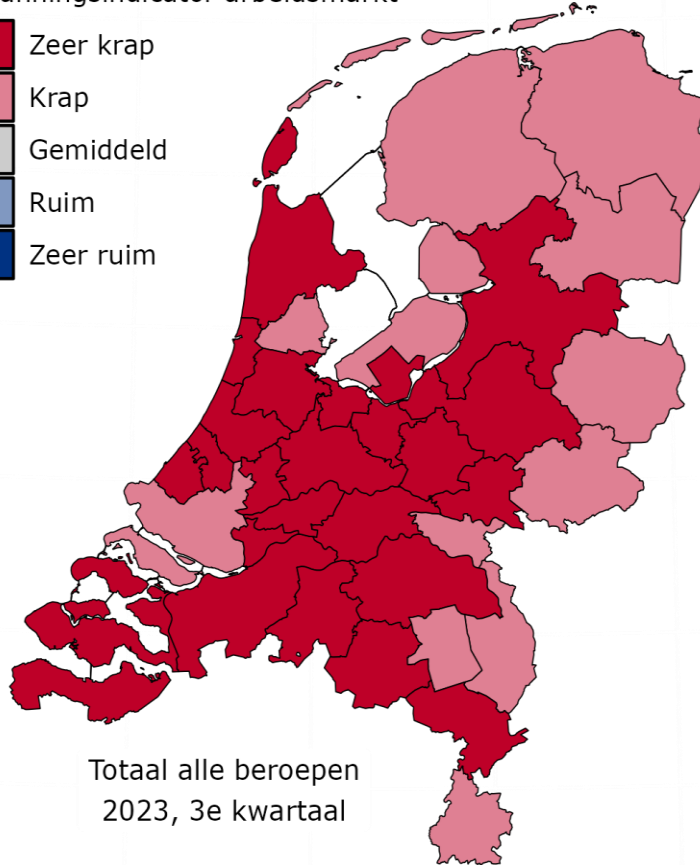 Zeer krap
Krap
Gemiddeld
Ruim
Zeer ruim
Totaal alle beroepen
2023, 3e kwartaal